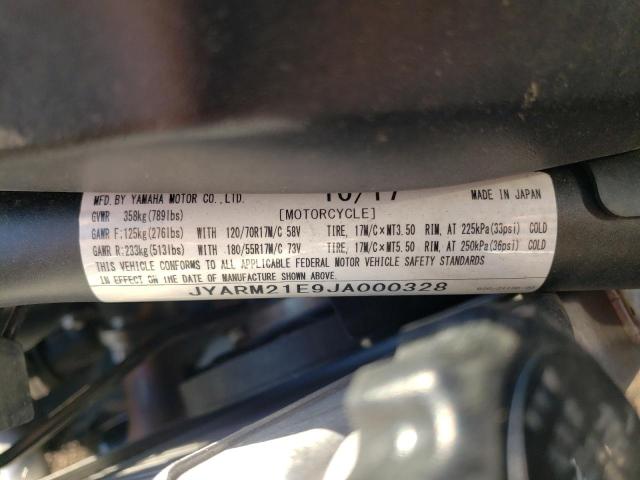 MFD. BY YAMAHA MOTOR CO., LTD. 10/17 MADE IN JAPAN
GVWR 358kg(789lbs) [MOTORCYCLE]
GAWR F:125kg(276lbs) WITH 120/70R17M/C 58V TIRE, 17M/C×MT3.50 RIM, AT 225kPa(33psi) COLD
GAWR R:233kg(513lbs) WITH 180/55R17M/C 73V TIRE, 17M/C×MT5.50 RIM, AT 250kPa(36psi) COLD
THIS VEHICLE CONFORMS TO ALL APPLICABLE FEDERAL MOTOR VEHICLE SAFETY STANDARDS
IN EFFECT ON THE DATE OF MANUFACTURE SHOWN ABOVE.
JYARM21E9JA000328